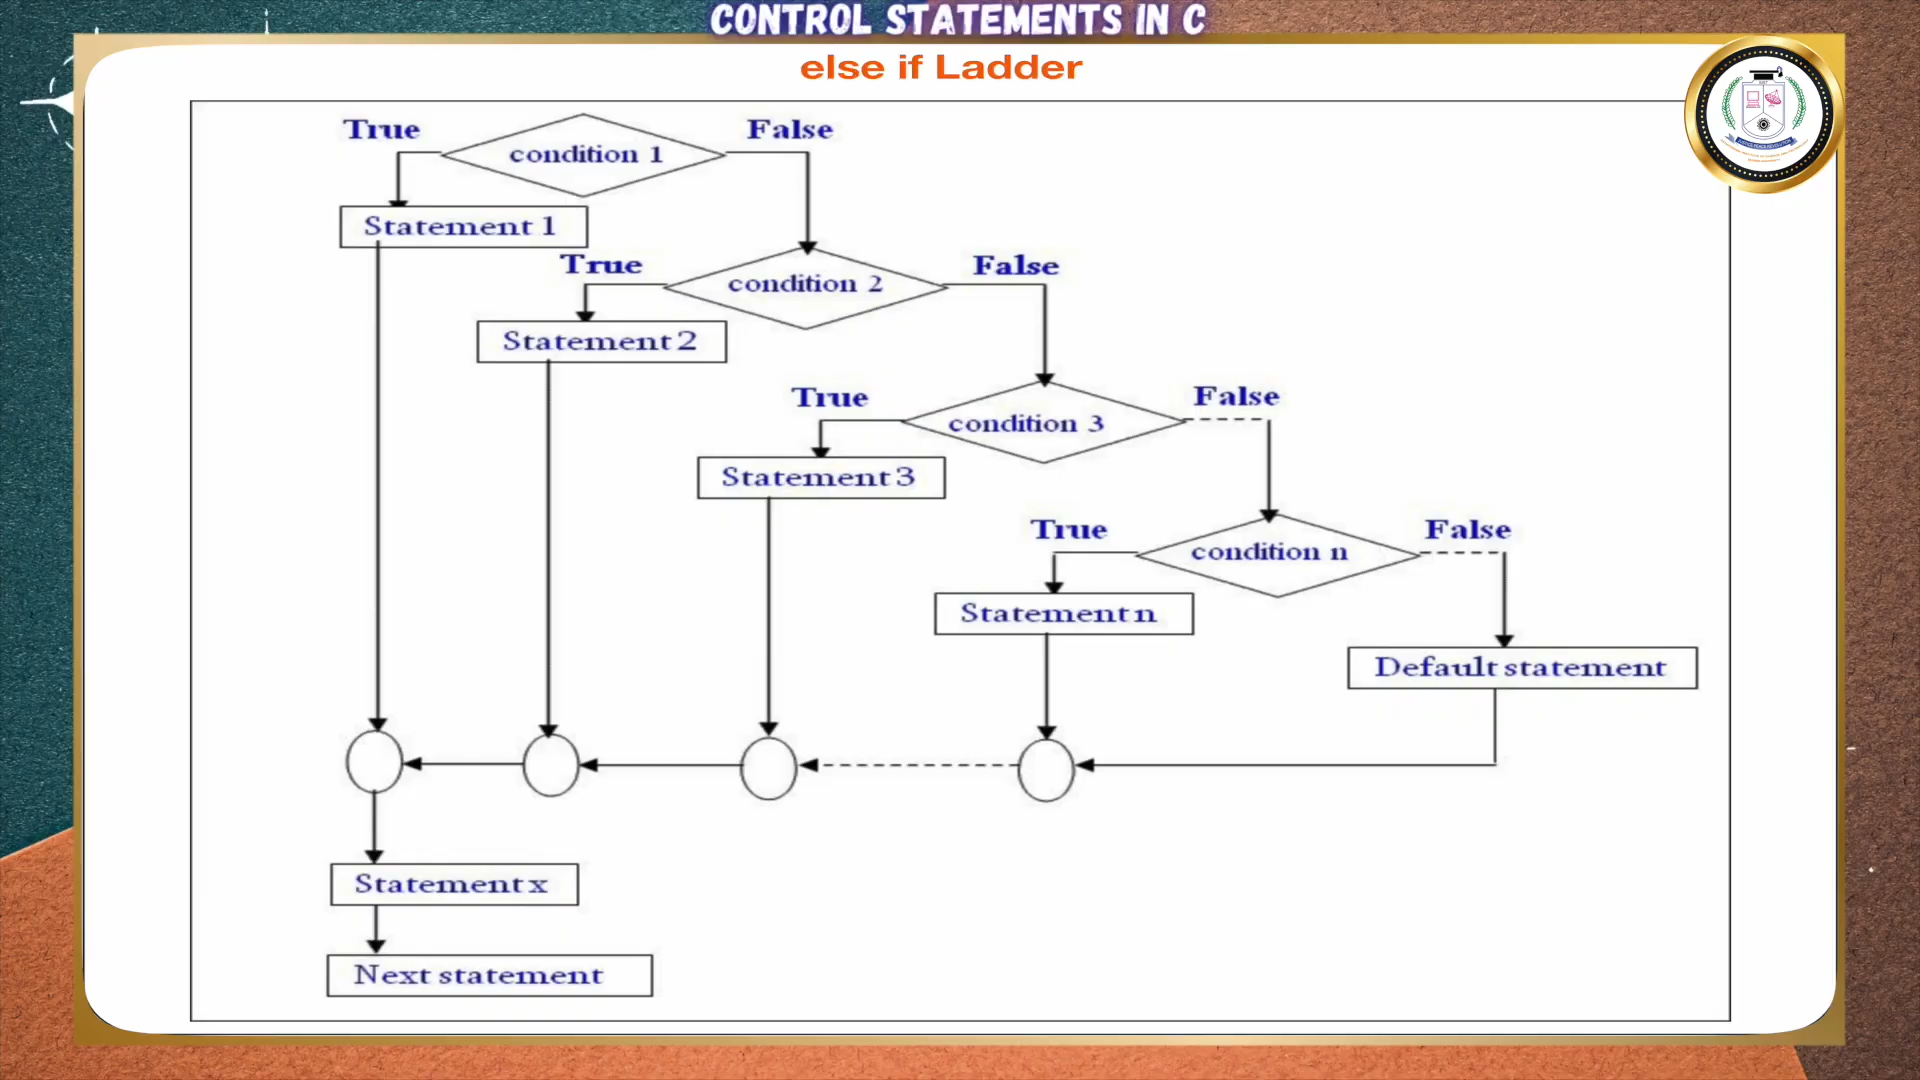 CONTROL STATEMENTS IN C
else if Ladder
True
False
condition 1
Statement 1
True
False
condition 2
Statement 2
True
False
condition 3
Statement 3
True
False
condition n
Statement n
Default statement
Statement x
Next statement